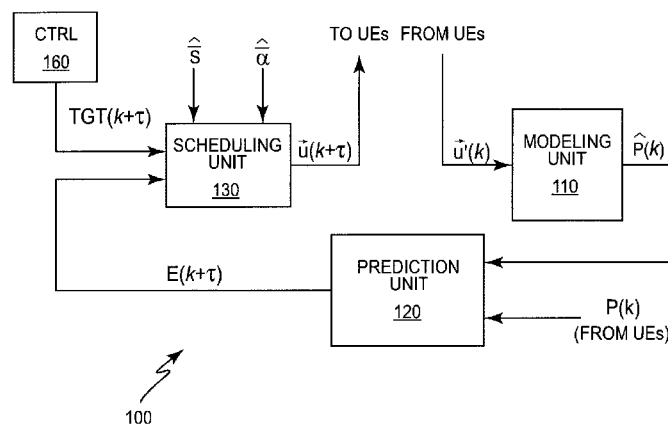 CTRL
160
TGT(k+τ)
Ŝ̅
α̂̅
TO UEs FROM UEs
SCHEDULING
UNIT
130
u⃗(k+τ)
u⃗'(k)
MODELING
UNIT
110
P̂(k)
E(k+τ)
PREDICTION
UNIT
120
P(k)
(FROM UEs)
100